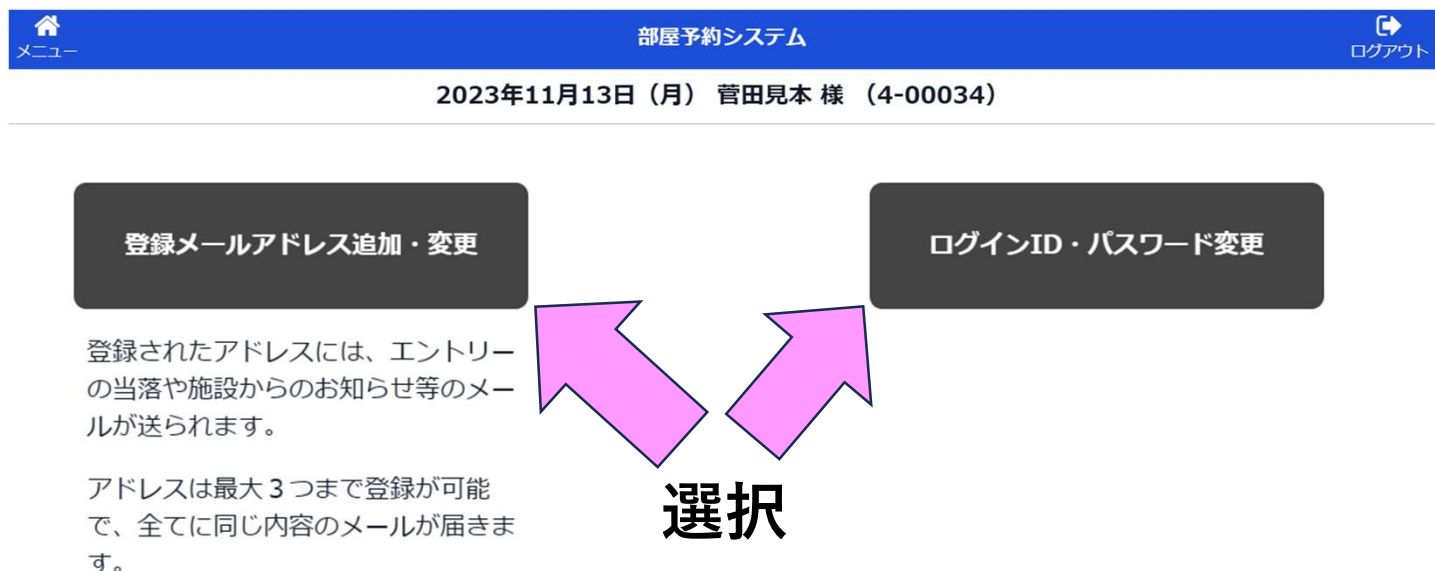 メニュー
部屋予約システム
ログアウト
2023年11月13日（月） 菅田見本 様 （4-00034）
登録メールアドレス追加・変更
ログインID・パスワード変更
登録されたアドレスには、エントリー
の当落や施設からのお知らせ等のメー
ルが送られます。
アドレスは最大３つまで登録が可能
で、全てに同じ内容のメールが届きま
す。
選択